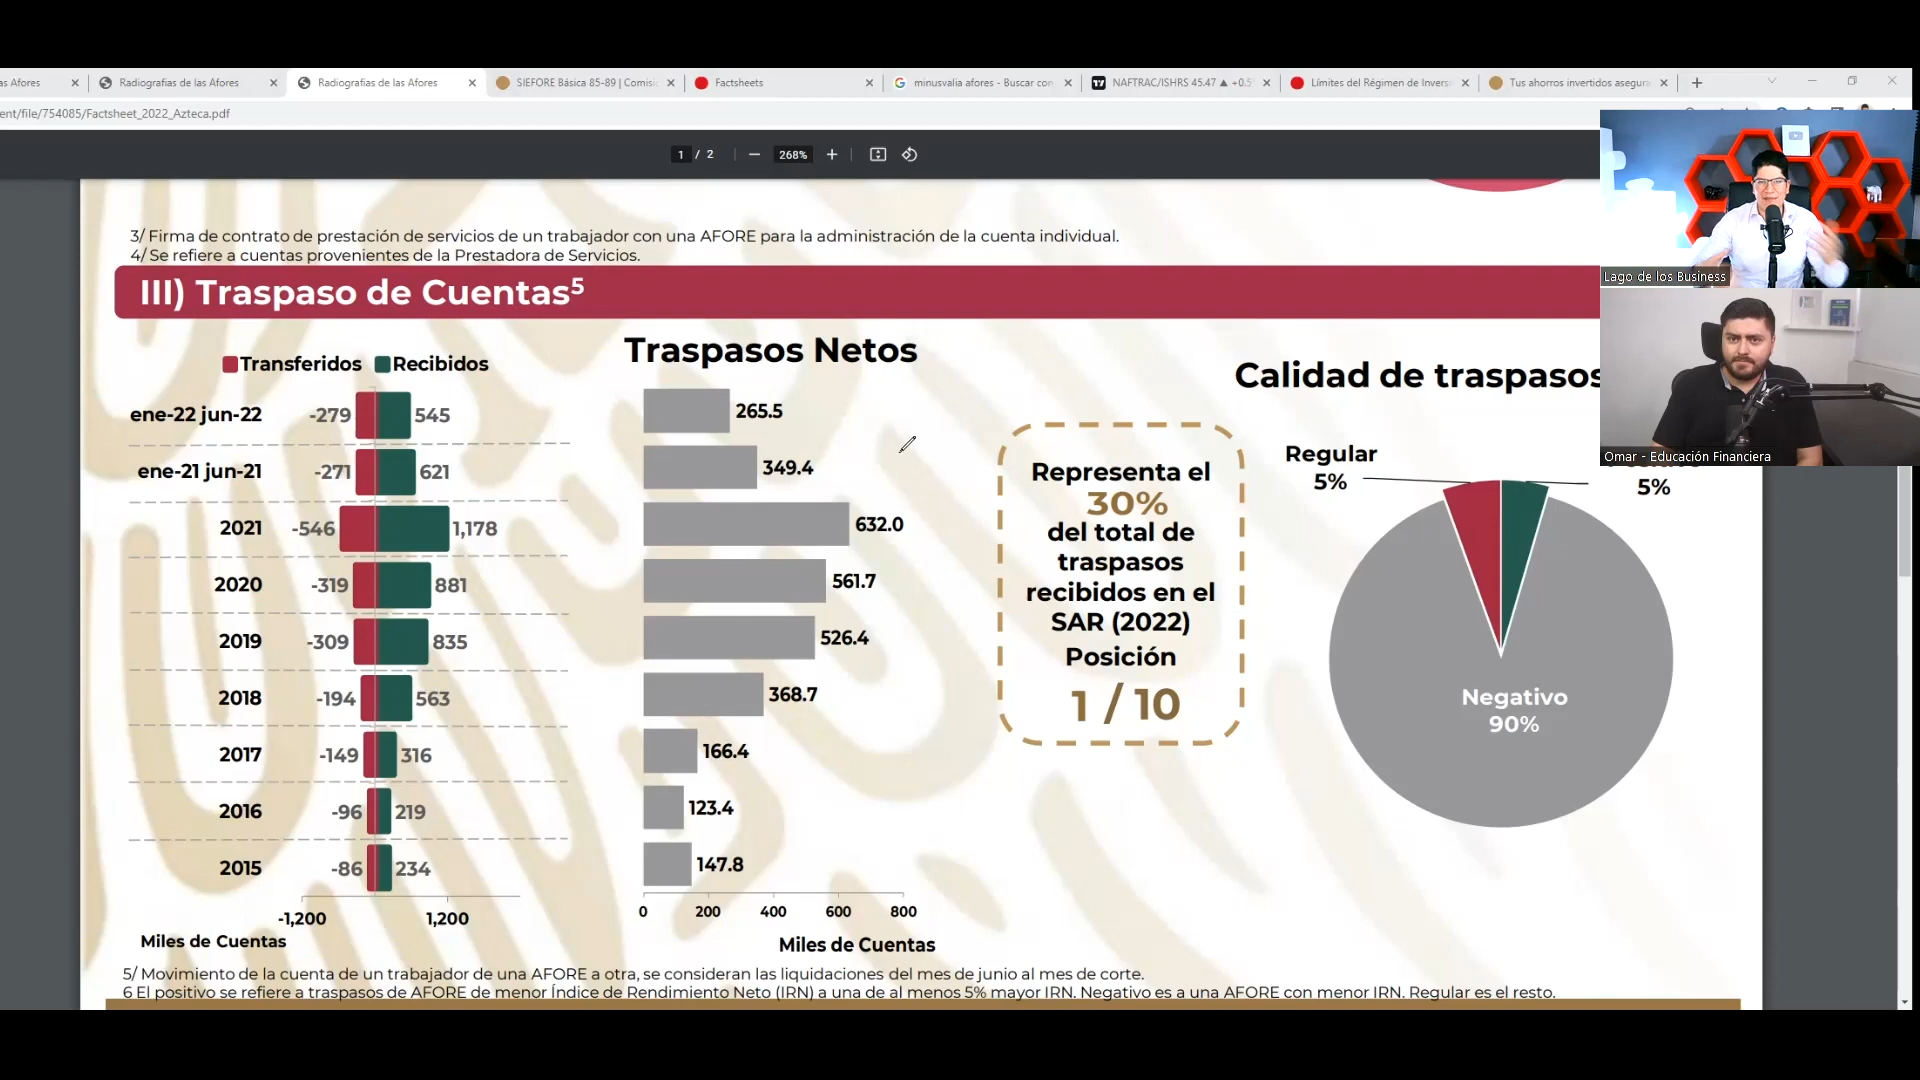 as Afores
Radiografías de las Afores
Radiografías de las Afores
SIEFORE Básica 85-89 | Comisi
Factsheets
minusvalia afores - Buscar con
NAFTRAC/ISHRS 45.47 ▲ +0.5
Límites del Régimen de Invers
Tus ahorros invertidos asegura
ent/file/754085/Factsheet_2022_Azteca.pdf
1 / 2
268%
3/ Firma de contrato de prestación de servicios de un trabajador con una AFORE para la administración de la cuenta individual.
4/ Se refiere a cuentas provenientes de la Prestadora de Servicios.
III) Traspaso de Cuentas⁵
Transferidos Recibidos
ene-22 jun-22 -279 545
ene-21 jun-21 -271 621
2021 -546 1,178
2020 -319 881
2019 -309 835
2018 -194 563
2017 -149 316
2016 -96 219
2015 -86 234
-1,200 1,200
Miles de Cuentas
Traspasos Netos
265.5
349.4
632.0
561.7
526.4
368.7
166.4
123.4
147.8
0 200 400 600 800
Miles de Cuentas
Representa el
30%
del total de
traspasos
recibidos en el
SAR (2022)
Posición
1 / 10
Calidad de traspasos
Regular
5%
5%
Negativo
90%
5/ Movimiento de la cuenta de un trabajador de una AFORE a otra, se consideran las liquidaciones del mes de junio al mes de corte.
6 El positivo se refiere a traspasos de AFORE de menor Índice de Rendimiento Neto (IRN) a una de al menos 5% mayor IRN. Negativo es a una AFORE con menor IRN. Regular es el resto.
Lago de los Business
Omar - Educación Financiera